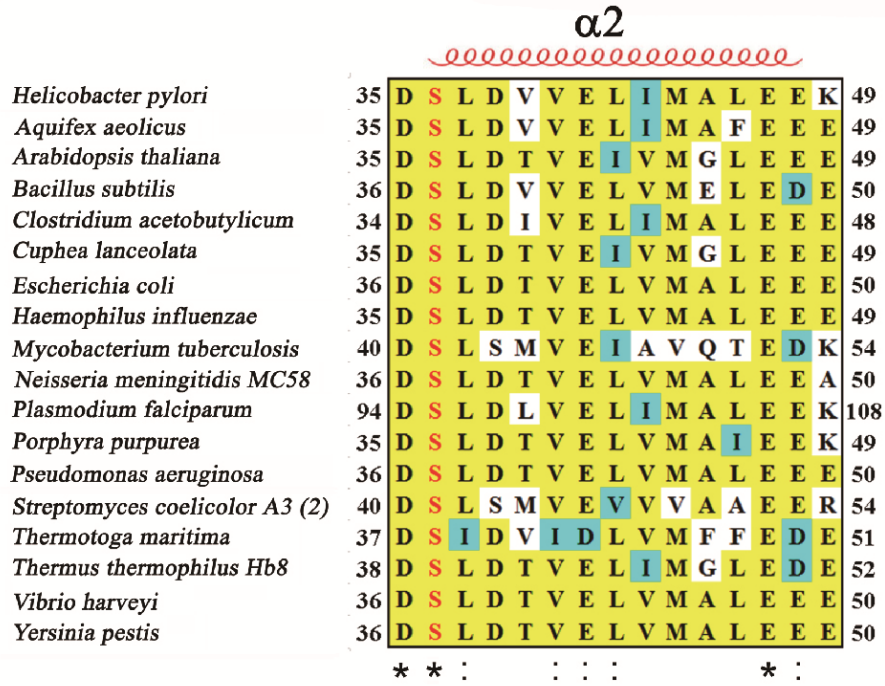 α2
Helicobacter pylori 35 D S L D V V E L I M A L E E K 49
Aquifex aeolicus 35 D S L D V V E L I M A F E E E 49
Arabidopsis thaliana 35 D S L D T V E I V M G L E E E 49
Bacillus subtilis 36 D S L D V V E L V M E L E D E 50
Clostridium acetobutylicum 34 D S L D I V E L I M A L E E E 48
Cuphea lanceolata 35 D S L D T V E I V M G L E E E 49
Escherichia coli 36 D S L D T V E L V M A L E E E 50
Haemophilus influenzae 35 D S L D T V E L V M A L E E E 49
Mycobacterium tuberculosis 40 D S L S M V E I A V Q T E D K 54
Neisseria meningitidis MC58 36 D S L D T V E L V M A L E E A 50
Plasmodium falciparum 94 D S L D L V E L I M A L E E K 108
Porphyra purpurea 35 D S L D T V E L V M A I E E K 49
Pseudomonas aeruginosa 36 D S L D T V E L V M A L E E E 50
Streptomyces coelicolor A3 (2) 40 D S L S M V E V V V A A E E R 54
Thermotoga maritima 37 D S I D V I D L V M F F E D E 51
Thermus thermophilus Hb8 38 D S L D T V E L I M G L E D E 52
Vibrio harveyi 36 D S L D T V E L V M A L E E E 50
Yersinia pestis 36 D S L D T V E L V M A L E E E 50
* * : : : : * :